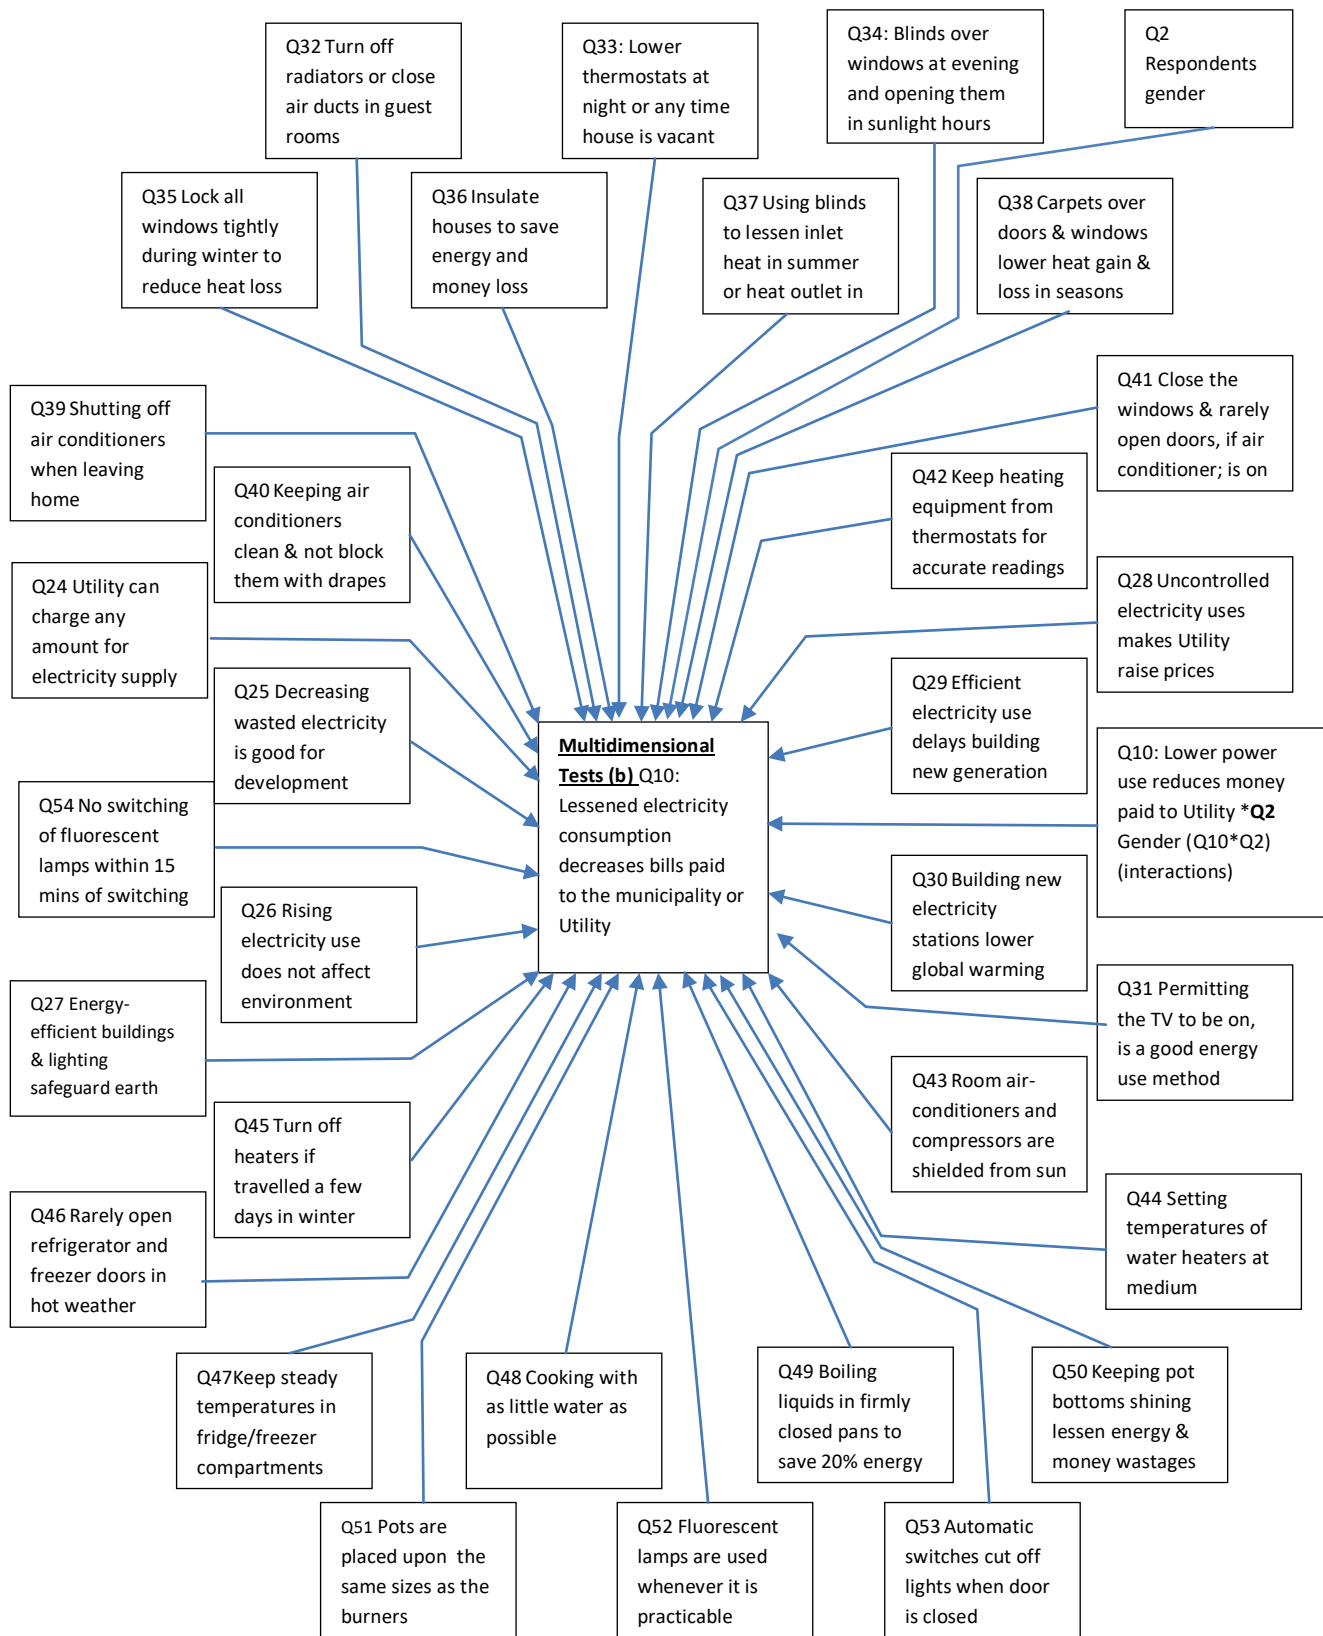 Q32 Turn off
radiators or close
air ducts in guest
rooms
Q33: Lower
thermostats at
night or any time
house is vacant
Q34: Blinds over
windows at evening
and opening them
in sunlight hours
Q2
Respondents
gender
Q35 Lock all
windows tightly
during winter to
reduce heat loss
Q36 Insulate
houses to save
energy and
money loss
Q37 Using blinds
to lessen inlet
heat in summer
or heat outlet in
Q38 Carpets over
doors & windows
lower heat gain &
loss in seasons
Q39 Shutting off
air conditioners
when leaving
home
Q40 Keeping air
conditioners
clean & not block
them with drapes
Q41 Close the
windows & rarely
open doors, if air
conditioner; is on
Q42 Keep heating
equipment from
thermostats for
accurate readings
Q24 Utility can
charge any
amount for
electricity supply
Q25 Decreasing
wasted electricity
is good for
development
Q28 Uncontrolled
electricity uses
makes Utility
raise prices
Q29 Efficient
electricity use
delays building
new generation
Multidimensional
Tests (b) Q10:
Lessened electricity
consumption
decreases bills paid
to the municipality or
Utility
Q10: Lower power
use reduces money
paid to Utility *Q2
Gender (Q10*Q2)
(interactions)
Q54 No switching
of fluorescent
lamps within 15
mins of switching
Q26 Rising
electricity use
does not affect
environment
Q30 Building new
electricity
stations lower
global warming
Q27 Energy-
efficient buildings
& lighting
safeguard earth
Q31 Permitting
the TV to be on,
is a good energy
use method
Q43 Room air-
conditioners and
compressors are
shielded from sun
Q45 Turn off
heaters if
travelled a few
days in winter
Q44 Setting
temperatures of
water heaters at
medium
Q46 Rarely open
refrigerator and
freezer doors in
hot weather
Q47Keep steady
temperatures in
fridge/freezer
compartments
Q48 Cooking with
as little water as
possible
Q49 Boiling
liquids in firmly
closed pans to
save 20% energy
Q50 Keeping pot
bottoms shining
lessen energy &
money wastages
Q51 Pots are
placed upon the
same sizes as the
burners
Q52 Fluorescent
lamps are used
whenever it is
practicable
Q53 Automatic
switches cut off
lights when door
is closed